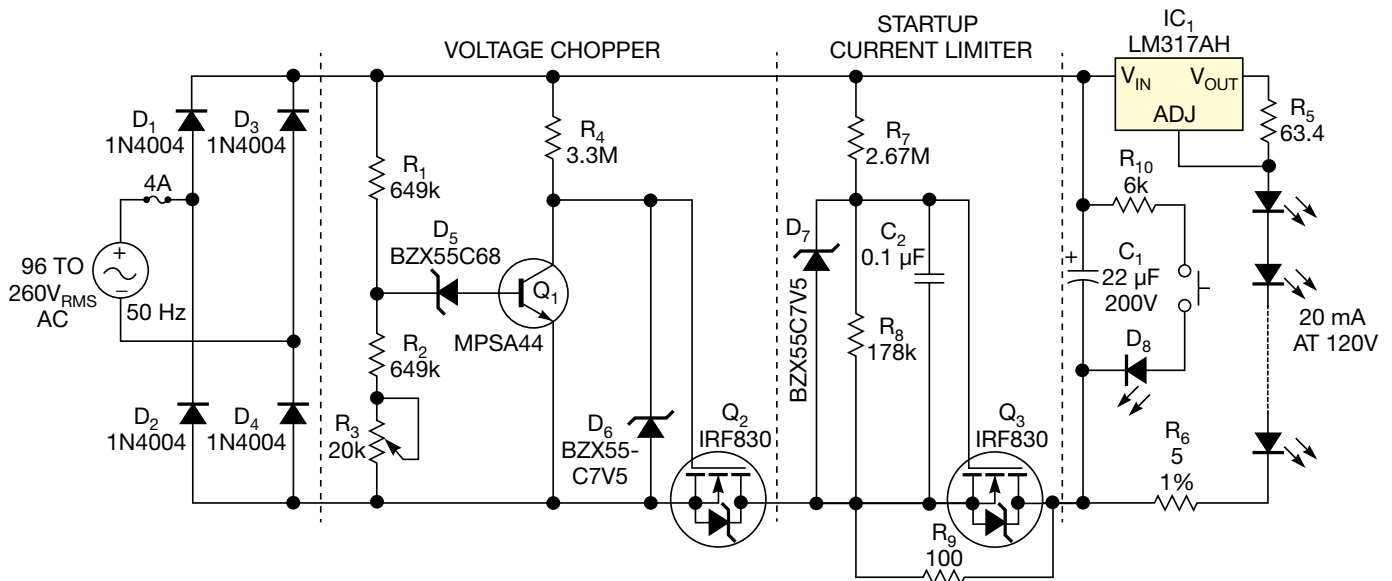 VOLTAGE CHOPPER
STARTUP
CURRENT LIMITER
IC1
LM317AH
VIN
VOUT
ADJ
R5
63.4
D1
1N4004
D3
1N4004
4A
96 TO
260VRMS
AC
+
−
50 Hz
D2
1N4004
D4
1N4004
R1
649k
R2
649k
R3
20k
D5
BZX55C68
Q1
MPSA44
R4
3.3M
D6
BZX55-
C7V5
Q2
IRF830
R7
2.67M
D7
BZX55C7V5
C2
0.1 µF
R8
178k
Q3
IRF830
R9
100
R10
6k
+
C1
22 µF
200V
D8
R6
5
1%
20 mA
AT 120V